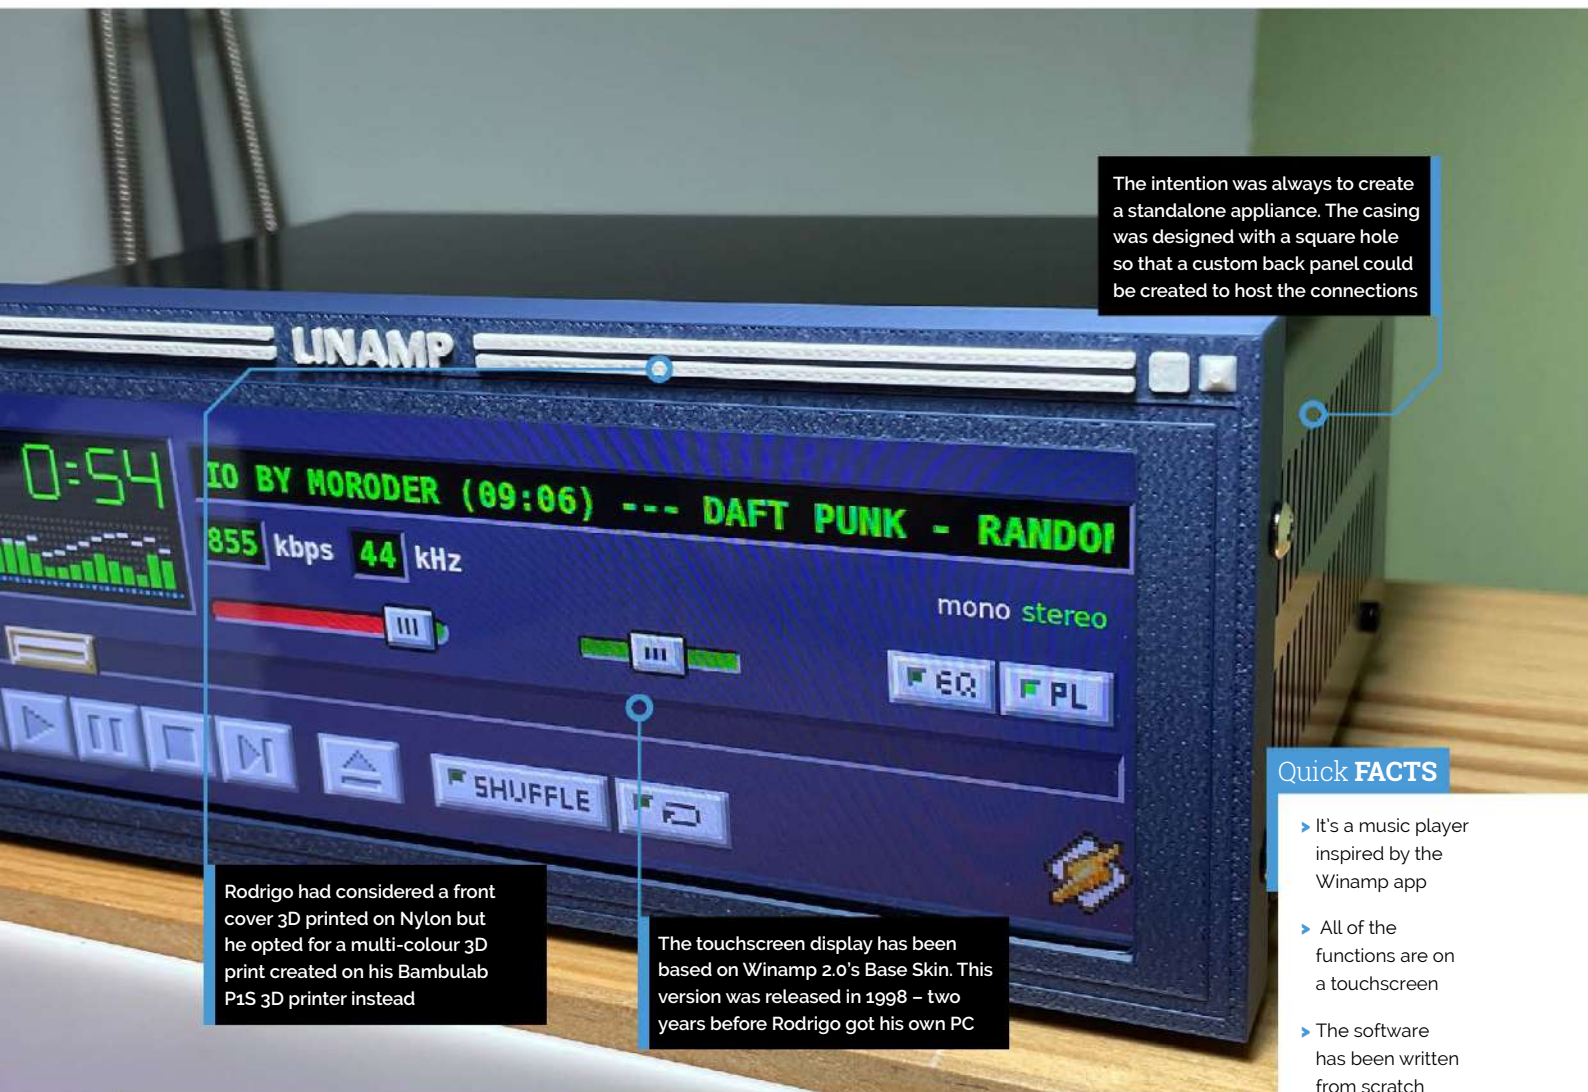 The intention was always to create
a standalone appliance. The casing
was designed with a square hole
so that a custom back panel could
be created to host the connections
LINAMP
0:54
IO BY MORODER (09:06) --- DAFT PUNK - RANDOM
855 kbps 44 kHz
mono stereo
EQ PL
SHUFFLE
Rodrigo had considered a front
cover 3D printed on Nylon but
he opted for a multi-colour 3D
print created on his Bambulab
P1S 3D printer instead
The touchscreen display has been
based on Winamp 2.0's Base Skin. This
version was released in 1998 – two
years before Rodrigo got his own PC
Quick FACTS
> It's a music player
inspired by the
Winamp app
> All of the
functions are on
a touchscreen
> The software
has been written
from scratch